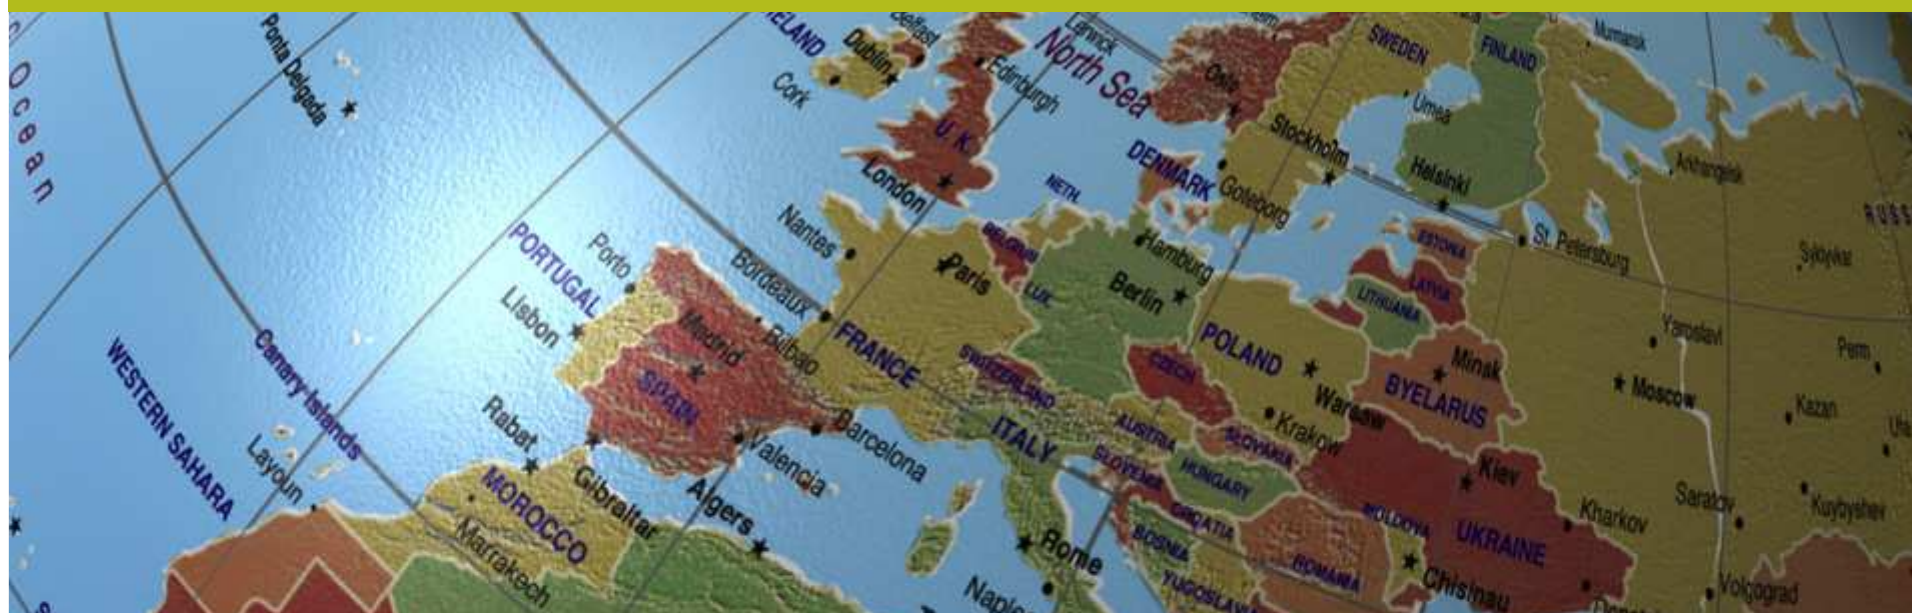 Ocean
Ponta Delgada
Belfast
Dublin
Cork
Edinburgh
Lerwick
North Sea
U. K.
London
Oslo
SWEDEN
FINLAND
Murmansk
Umea
Stockholm
Helsinki
Arkhangelsk
DENMARK
Goteborg
NETH.
St. Petersburg
ESTONIA
LATVIA
LITHUANIA
Nantes
BELGIUM
Hamburg
Paris
Berlin
LUX.
PORTUGAL
Porto
Lisbon
Bordeaux
Bilbao
Madrid
SPAIN
FRANCE
SWITZERLAND
CZECH
POLAND
Warsaw
Krakow
Minsk
BYELARUS
Moscow
Yaroslavl
Perm
Kazan
WESTERN SAHARA
Canary Islands
Layoun
Rabat
MOROCCO
Marrakech
Gibraltar
Valencia
Barcelona
Algers
ITALY
AUSTRIA
SLOVAKIA
SLOVENIA
HUNGARY
CROATIA
BOSNIA
Rome
ROMANIA
MOLDOVA
Chisinau
Kiev
UKRAINE
Kharkov
Saratov
Kuybyshev
Volgograd